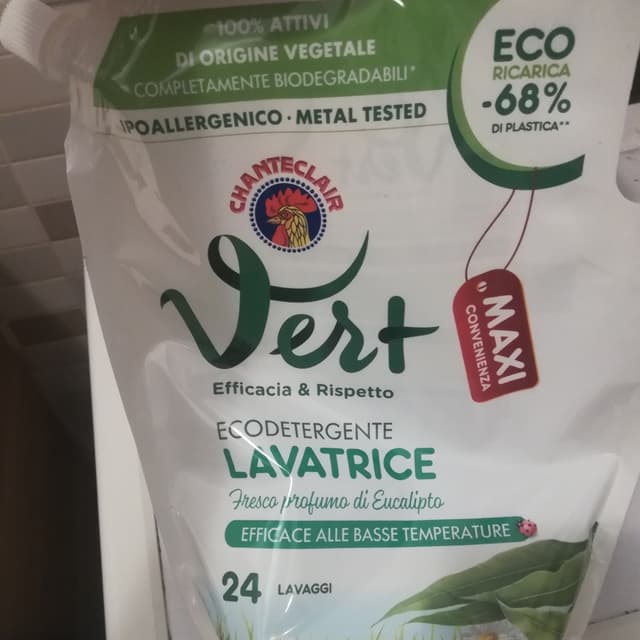 100% ATTIVI
DI ORIGINE VEGETALE
COMPLETAMENTE BIODEGRADABILI*
IPOALLERGENICO · METAL TESTED
ECO
RICARICA
-68%
DI PLASTICA**
CHANTECLAIR
Vert
Efficacia & Rispetto
MAXI
CONVENIENZA
ECODETERGENTE
LAVATRICE
Fresco profumo di Eucalipto
EFFICACE ALLE BASSE TEMPERATURE
24 LAVAGGI